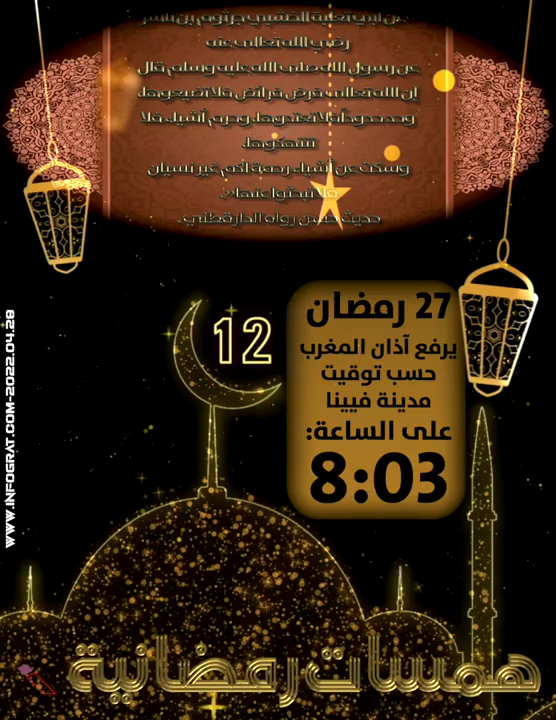 عن أبي ثعلبة الخشني جرثوم بن ناشر
رضي الله تعالى عنه
عن رسول الله صلى الله عليه وسلم قال
إن الله تعالى فرض فرائض فلا تضيعوها
وحد حدوداً فلا تعتدوها وحرم أشياء فلا
تنتهكوها
وسكت عن أشياء رحمة لكم غير نسيان
فلا تبحثوا عنها».
حديث حسن رواه الدارقطني.
12
27 رمضان
يرفع آذان المغرب
حسب توقيت
مدينة فيينا
على الساعة:
8:03
WWW.INFOGRAT.COM-2022.04.28
همسات رمضانية